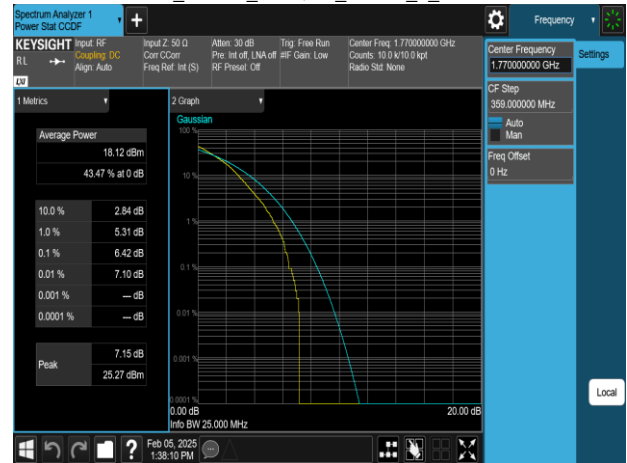 Spectrum Analyzer 1
Power Stat CCDF
Frequency
KEYSIGHT
RL
LXI
Input: RF
Coupling: DC
Align: Auto
Input Z: 50 Ω
Corr CCorr
Freq Ref: Int (S)
Atten: 30 dB
Pre: Int off, LNA off
RF Presel: Off
Trig: Free Run
#IF Gain: Low
Center Freq: 1.770000000 GHz
Counts: 10.0 k/10.0 kpt
Radio Std: None
Center Frequency
1.770000000 GHz
Settings
CF Step
359.000000 MHz
Auto
Man
Freq Offset
0 Hz
Local
1 Metrics
Average Power
18.12 dBm
43.47 % at 0 dB
10.0 % 2.84 dB
1.0 % 5.31 dB
0.1 % 6.42 dB
0.01 % 7.10 dB
0.001 % --- dB
0.0001 % --- dB
Peak
7.15 dB
25.27 dBm
2 Graph
Gaussian
100 %
10 %
1 %
0.1 %
0.01 %
0.001 %
0.0001 %
0.00 dB 20.00 dB
Info BW 25.000 MHz
?
Feb 05, 2025
1:38:10 PM